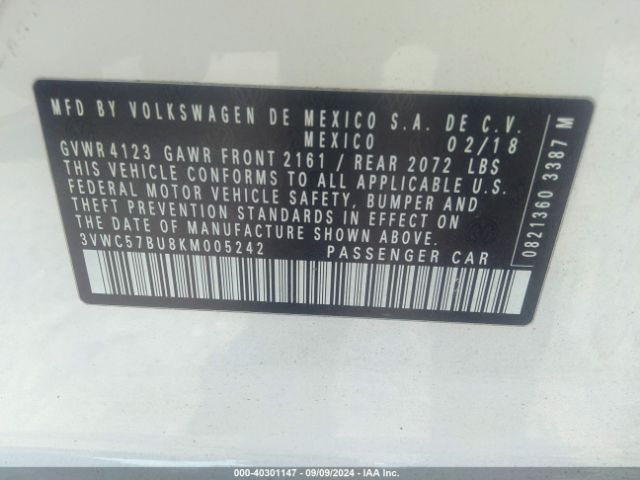 MFD BY VOLKSWAGEN DE MEXICO S.A. DE C.V.
MEXICO 02/18
GVWR 4123 GAWR FRONT 2161 / REAR 2072 LBS
THIS VEHICLE CONFORMS TO ALL APPLICABLE U.S.
FEDERAL MOTOR VEHICLE SAFETY, BUMPER AND
THEFT PREVENTION STANDARDS IN EFFECT ON
THE DATE OF MANUFACTURE SHOWN ABOVE.
3VWC57BU8KM005242 PASSENGER CAR
0821360 3387 M
000-40301147 - 09/09/2024 - IAA Inc.